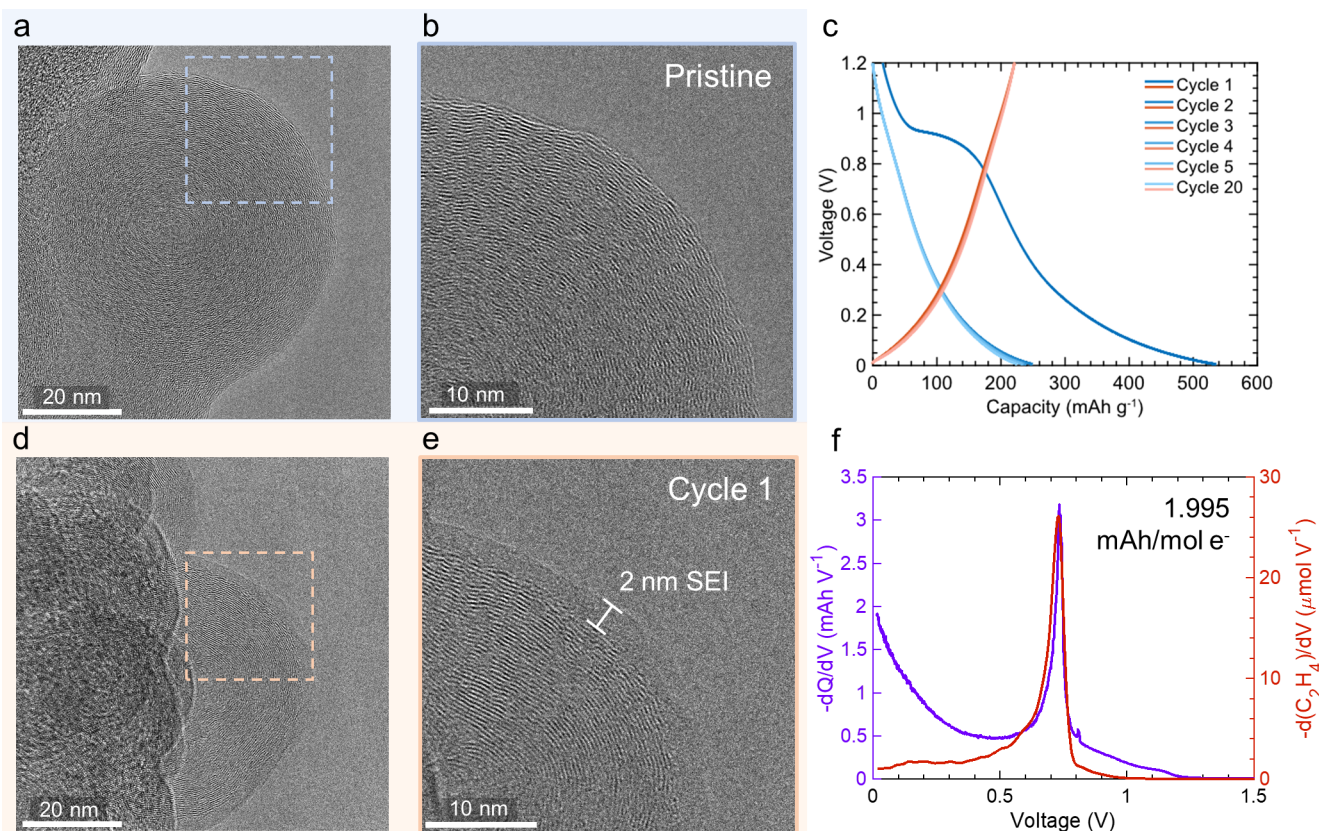 a
20 nm
b
Pristine
10 nm
c
1.2
1
0.8
0.6
0.4
0.2
0
Voltage (V)
Cycle 1
Cycle 2
Cycle 3
Cycle 4
Cycle 5
Cycle 20
0 100 200 300 400 500 600
Capacity (mAh g⁻¹)
d
20 nm
e
Cycle 1
2 nm SEI
10 nm
f
3.5
3
2.5
2
1.5
1
0.5
0
-dQ/dV (mAh V⁻¹)
1.995
mAh/mol e⁻
30
20
10
0
-d(C₂H₄)/dV (μmol V⁻¹)
0 0.5 1 1.5
Voltage (V)